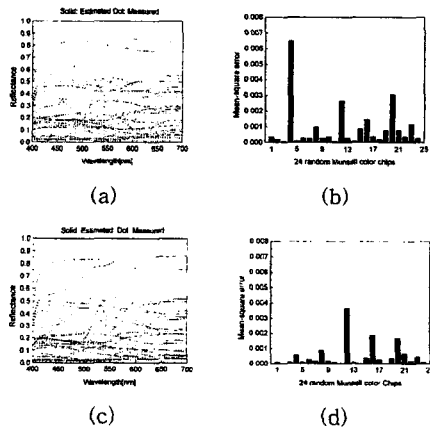 Solid: Estimated Dot: Measured
Reflectance
1.0
0.9
0.8
0.7
0.6
0.5
0.4
0.3
0.2
0.1
0.0
400 450 500 550 600 650 700
Wavelength[nm]
(a)
Mean-square error
0.008
0.007
0.006
0.005
0.004
0.003
0.002
0.001
0.000
1 5 9 13 17 21 25
24 random Munsell color chips
(b)
Solid: Estimated Dot: Measured
Reflectance
1.0
0.9
0.8
0.7
0.6
0.5
0.4
0.3
0.2
0.1
0.0
400 450 500 550 600 650 700
Wavelength[nm]
(c)
Mean-square error
0.008
0.007
0.006
0.005
0.004
0.003
0.002
0.001
0.000
1 5 9 13 17 21 2
24 random Munsell color Chips
(d)